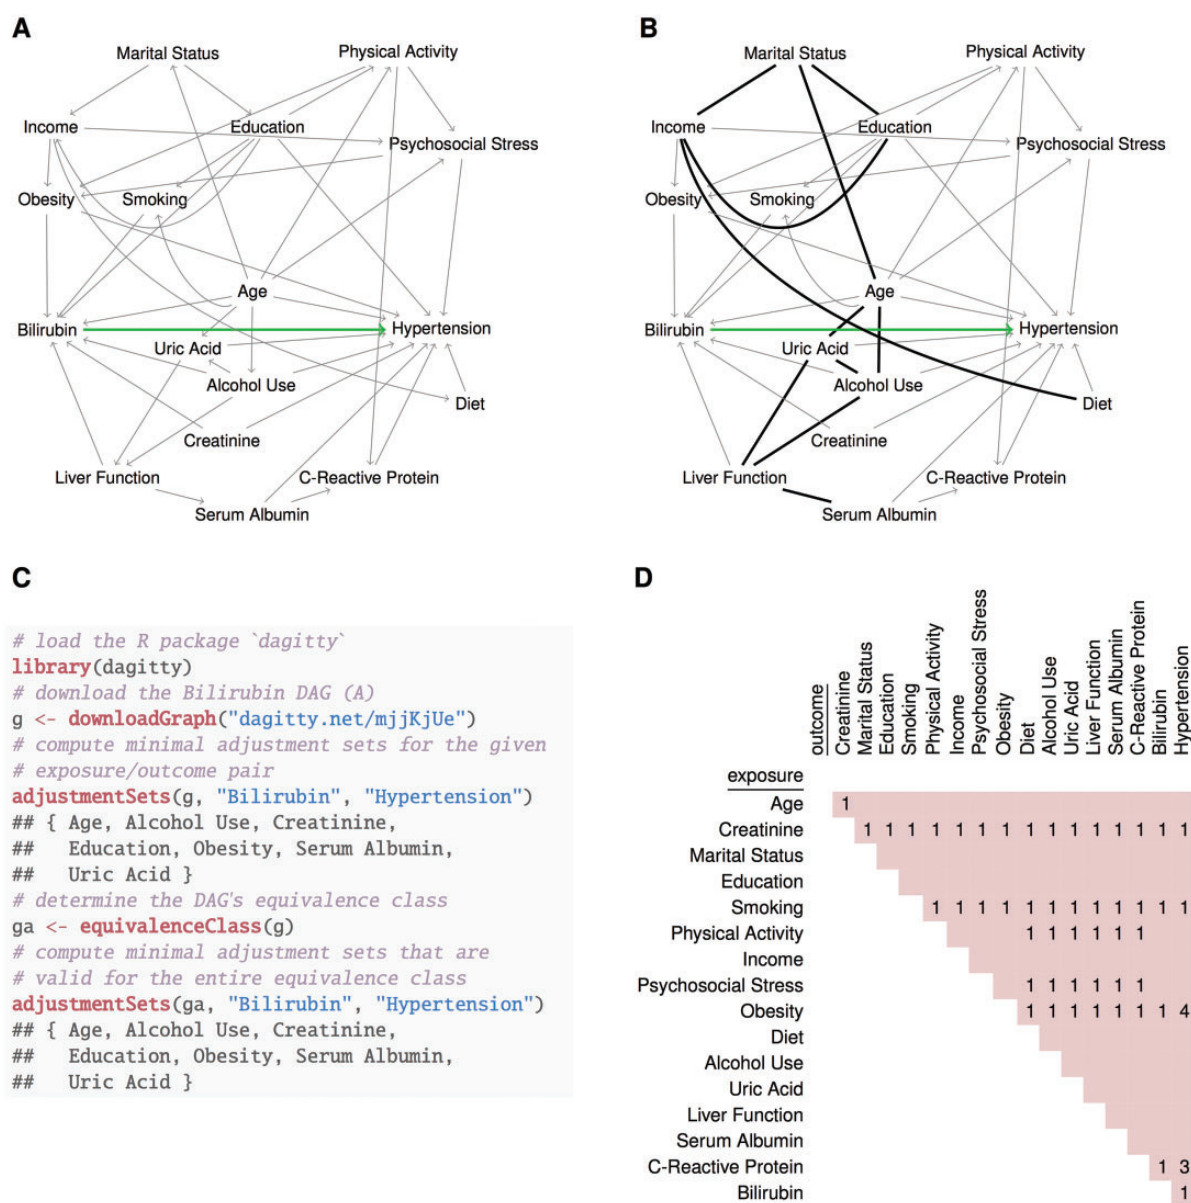 A
Marital Status
Physical Activity
Income
Education
Psychosocial Stress
Obesity
Smoking
Age
Bilirubin
Hypertension
Uric Acid
Alcohol Use
Diet
Creatinine
Liver Function
C-Reactive Protein
Serum Albumin
B
Marital Status
Physical Activity
Income
Education
Psychosocial Stress
Obesity
Smoking
Age
Bilirubin
Hypertension
Uric Acid
Alcohol Use
Diet
Creatinine
Liver Function
C-Reactive Protein
Serum Albumin
C
# load the R package `dagitty`
library(dagitty)
# download the Bilirubin DAG (A)
g <- downloadGraph("dagitty.net/mjjKjUe")
# compute minimal adjustment sets for the given
# exposure/outcome pair
adjustmentSets(g, "Bilirubin", "Hypertension")
## { Age, Alcohol Use, Creatinine,
##   Education, Obesity, Serum Albumin,
##   Uric Acid }
# determine the DAG's equivalence class
ga <- equivalenceClass(g)
# compute minimal adjustment sets that are
# valid for the entire equivalence class
adjustmentSets(ga, "Bilirubin", "Hypertension")
## { Age, Alcohol Use, Creatinine,
##   Education, Obesity, Serum Albumin,
##   Uric Acid }
D
outcome
Creatinine
Marital Status
Education
Smoking
Physical Activity
Income
Psychosocial Stress
Obesity
Diet
Alcohol Use
Uric Acid
Liver Function
Serum Albumin
C-Reactive Protein
Bilirubin
Hypertension
exposure
Age 1
Creatinine 1 1 1 1 1 1 1 1 1 1 1 1 1 1 1
Marital Status
Education
Smoking 1 1 1 1 1 1 1 1 1 1 1 1
Physical Activity 1 1 1 1 1 1
Income
Psychosocial Stress 1 1 1 1 1 1
Obesity 1 1 1 1 1 1 1 4
Diet
Alcohol Use
Uric Acid
Liver Function
Serum Albumin
C-Reactive Protein 1 3
Bilirubin 1